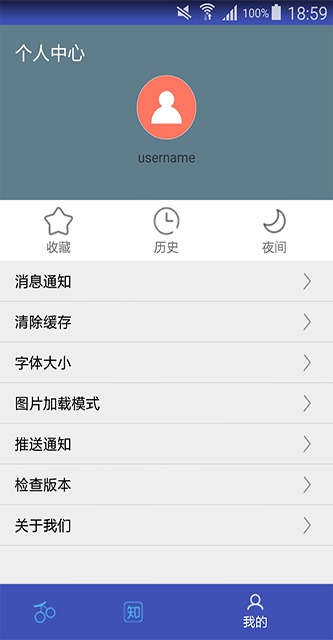 100% 18:59
个人中心
username
收藏 历史 夜间
消息通知
清除缓存
字体大小
图片加载模式
推送通知
检查版本
关于我们
知
我的